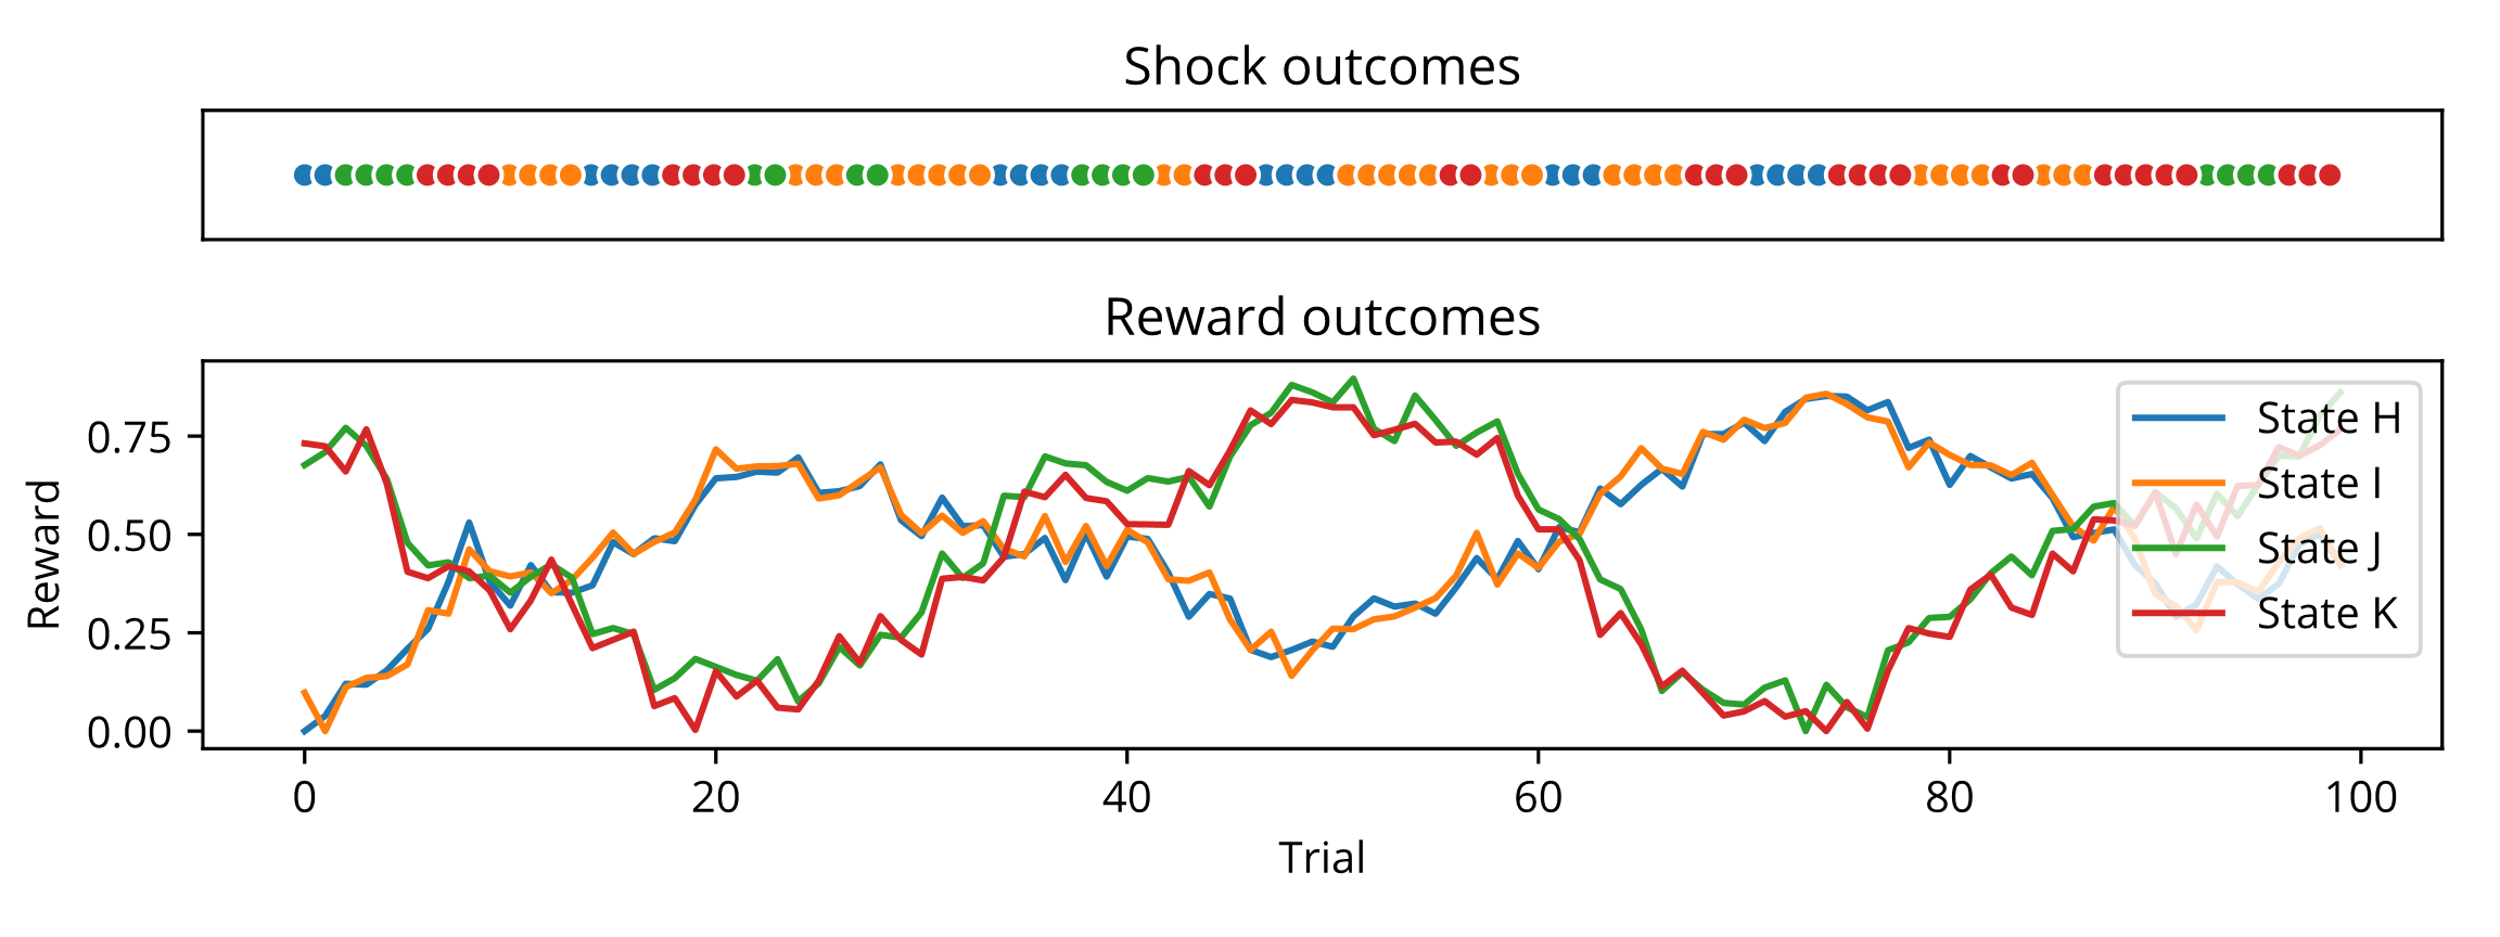 Shock outcomes
Reward outcomes
Reward
0.75
0.50
0.25
0.00
State H
State I
State J
State K
0 20 40 60 80 100
Trial